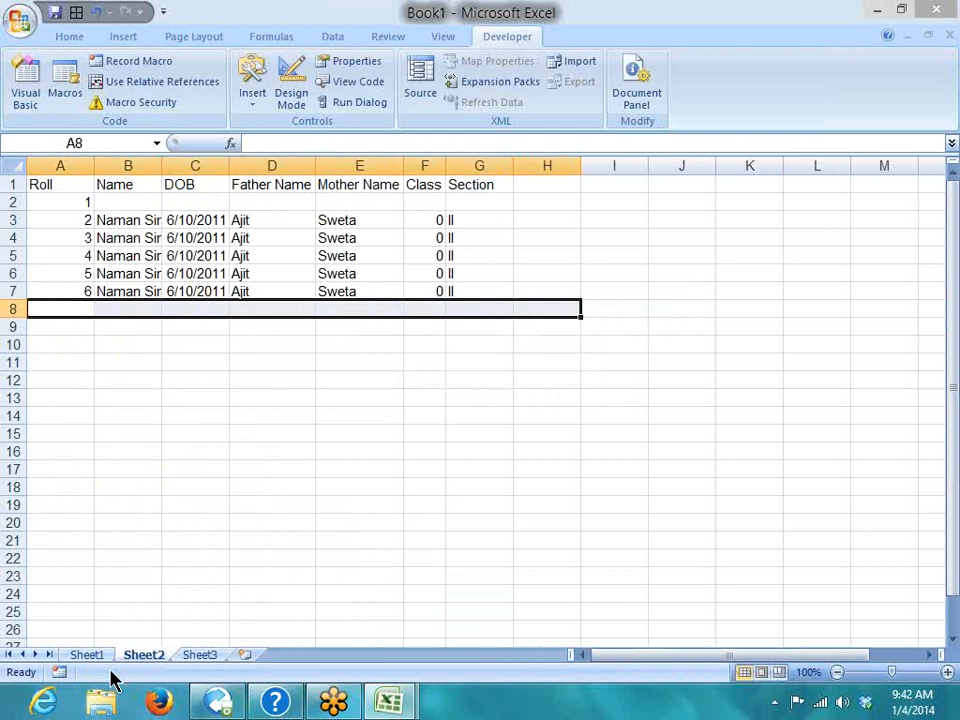 Book1 - Microsoft Excel
Home Insert Page Layout Formulas Data Review View Developer
Visual Basic
Macros
Record Macro
Use Relative References
Macro Security
Code
Insert
Design Mode
Properties
View Code
Run Dialog
Controls
Source
Map Properties
Expansion Packs
Refresh Data
Import
Export
XML
Document Panel
Modify
A8 fx
A B C D E F G H I J K L M
1 Roll Name DOB Father Name Mother Name Class Section
2 1
3 2 Naman Sir 6/10/2011 Ajit Sweta 0 II
4 3 Naman Sir 6/10/2011 Ajit Sweta 0 II
5 4 Naman Sir 6/10/2011 Ajit Sweta 0 II
6 5 Naman Sir 6/10/2011 Ajit Sweta 0 II
7 6 Naman Sir 6/10/2011 Ajit Sweta 0 II
8
9
10
11
12
13
14
15
16
17
18
19
20
21
22
23
24
25
26
27
Sheet1 Sheet2 Sheet3
Ready 100%
9:42 AM
1/4/2014